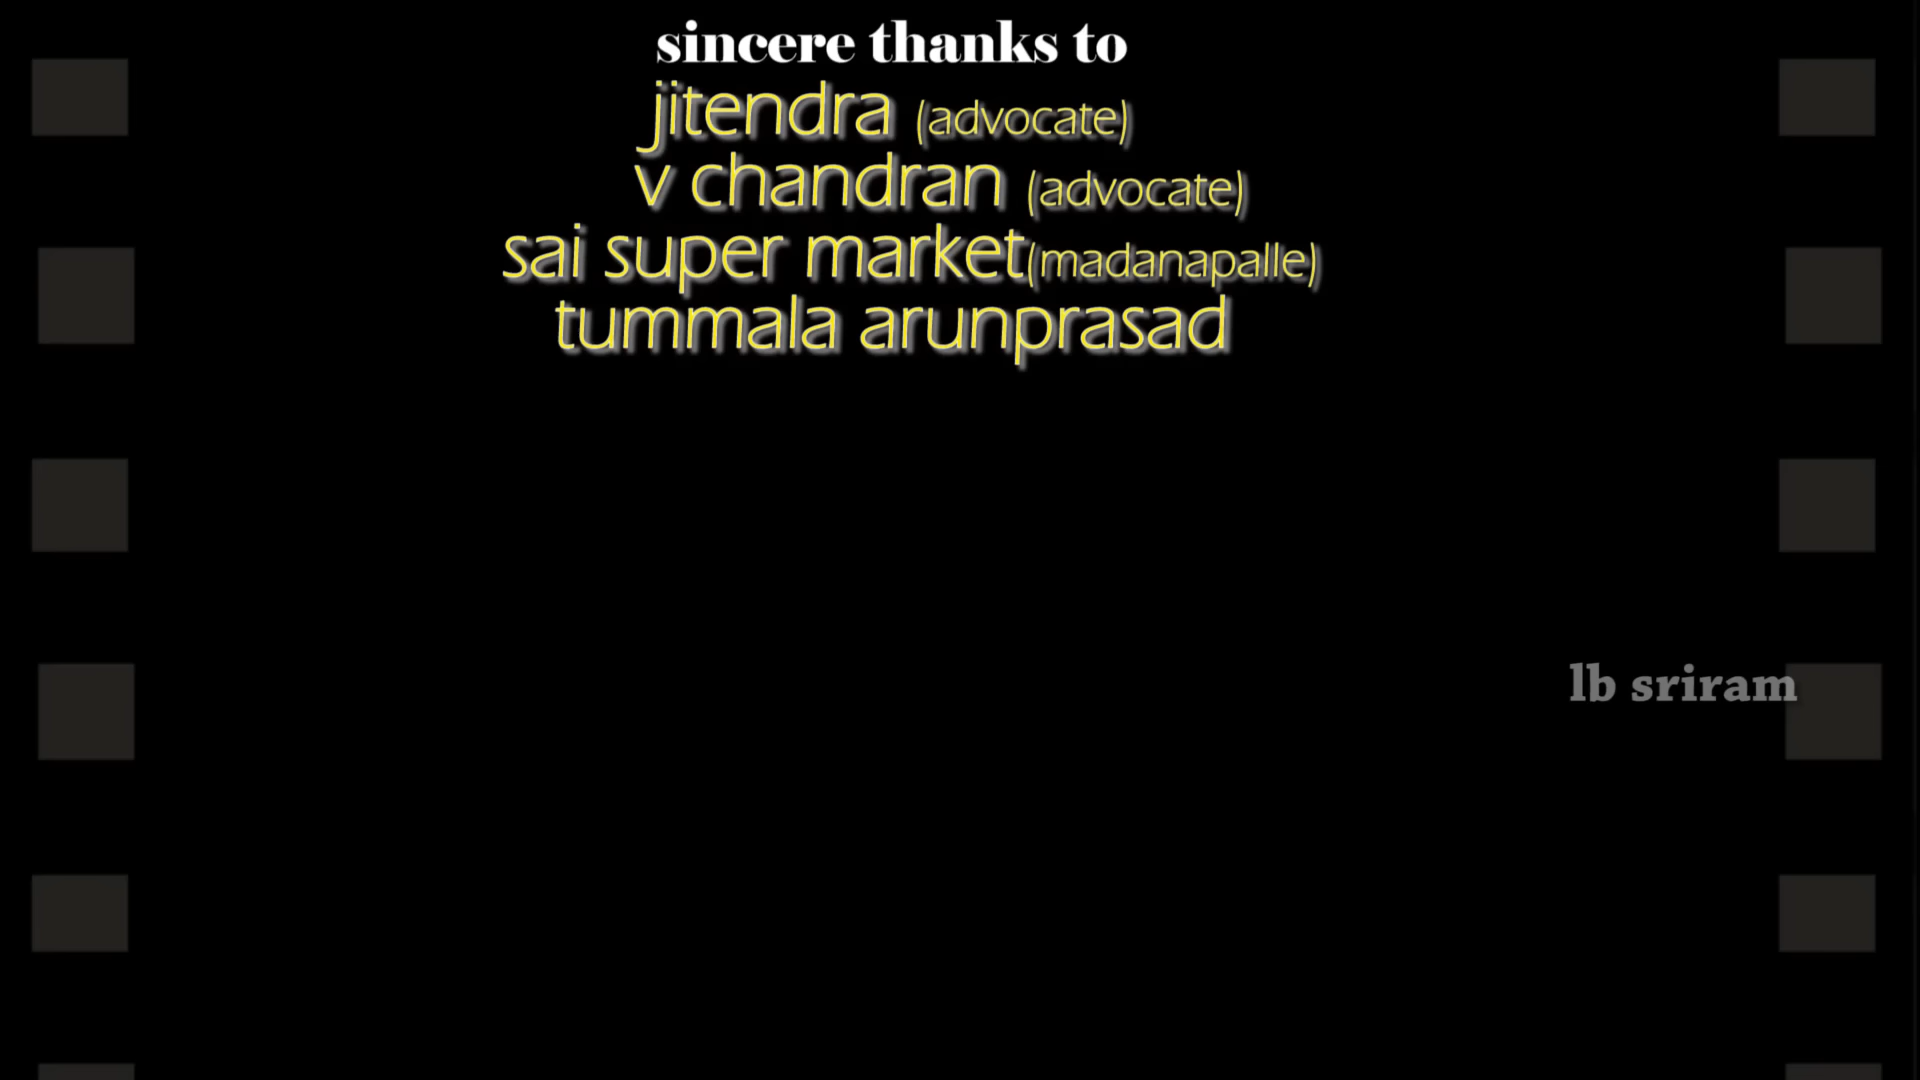 sincere thanks to
jitendra (advocate)
v chandran (advocate)
sai super market(madanapalle)
tummala arunprasad
lb sriram